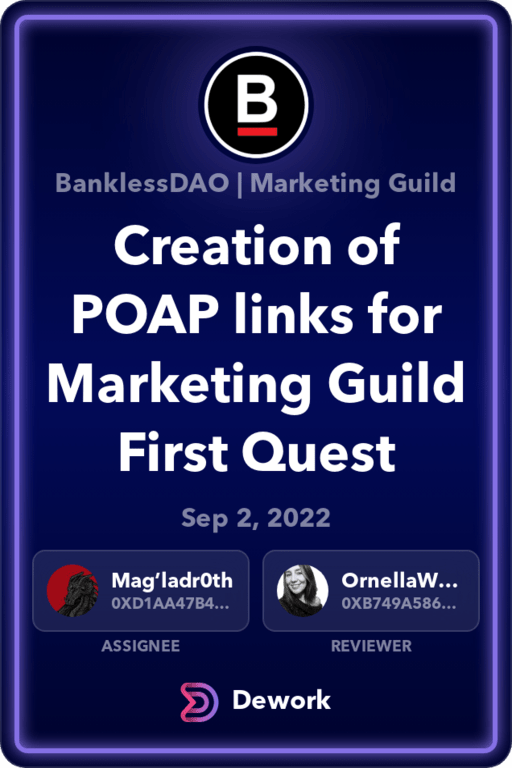 B
BanklessDAO | Marketing Guild
Creation of
POAP links for
Marketing Guild
First Quest
Sep 2, 2022
Mag’ladr0th
0XD1AA47B4...
OrnellaW...
0XB749A586...
ASSIGNEE
REVIEWER
Dework